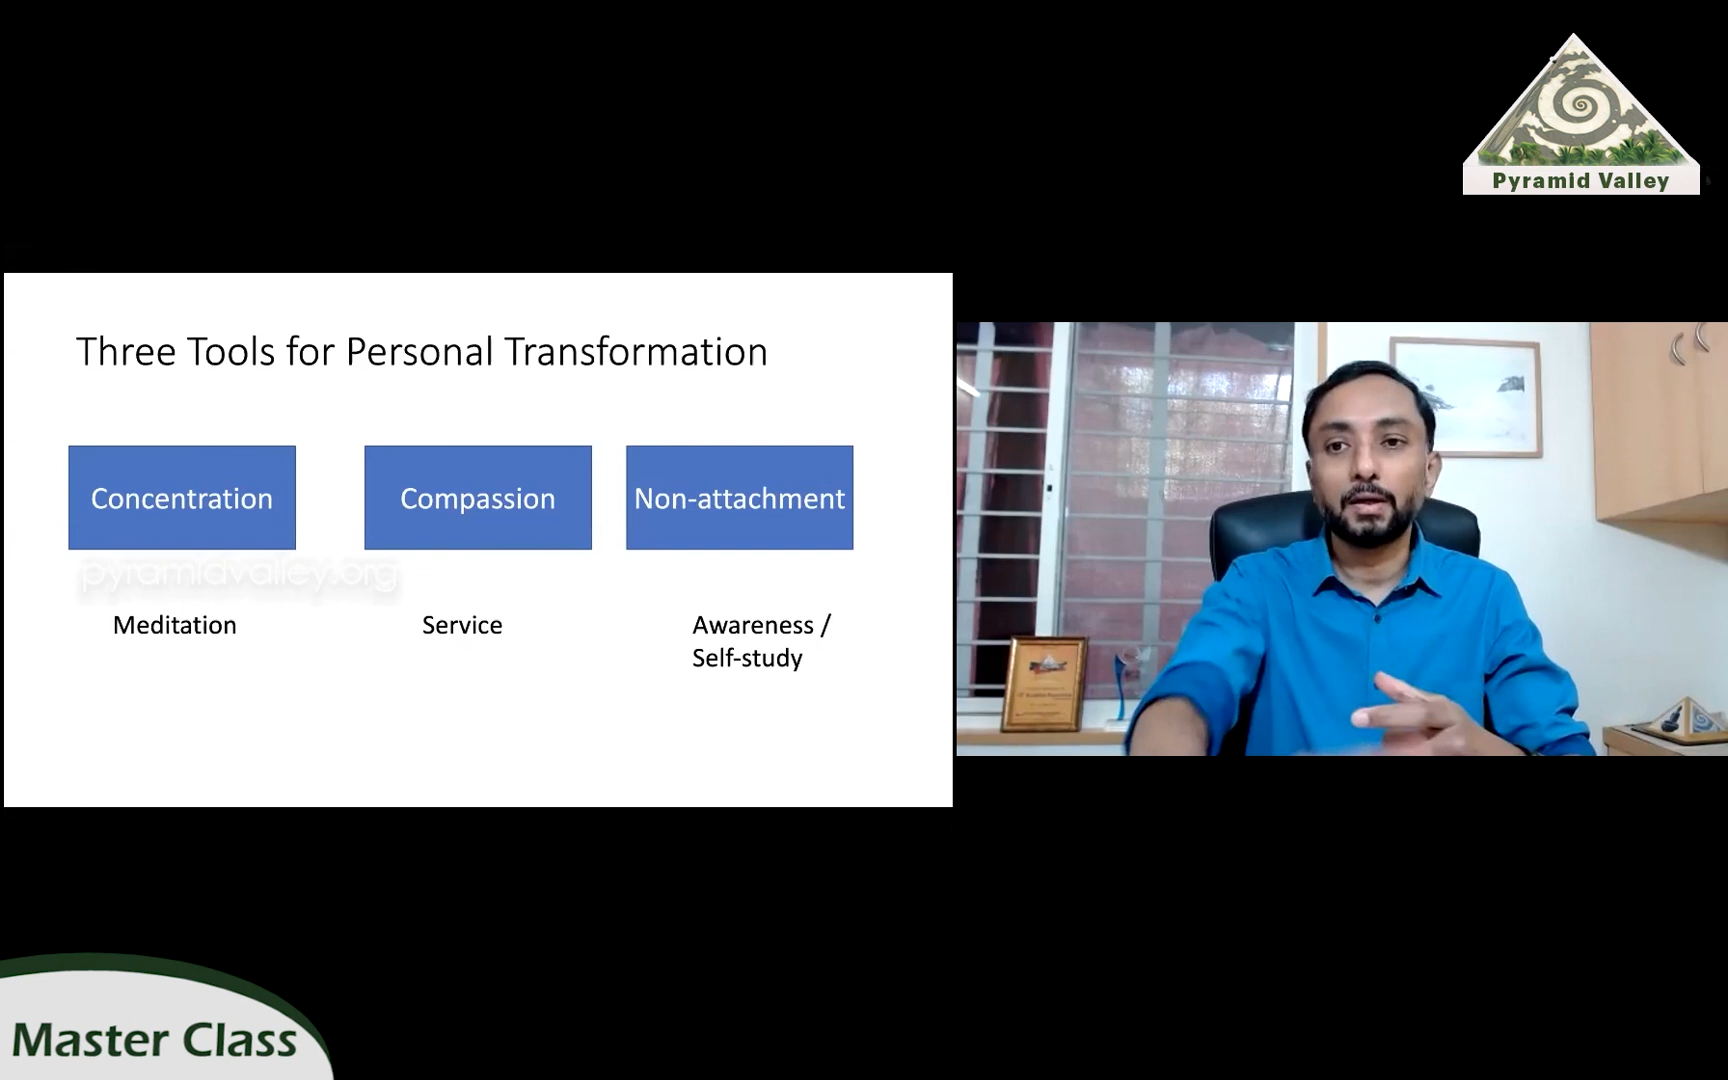 Pyramid Valley
Three Tools for Personal Transformation
Concentration
Compassion
Non-attachment
pyramidvalley.org
Meditation
Service
Awareness /
Self-study
Master Class